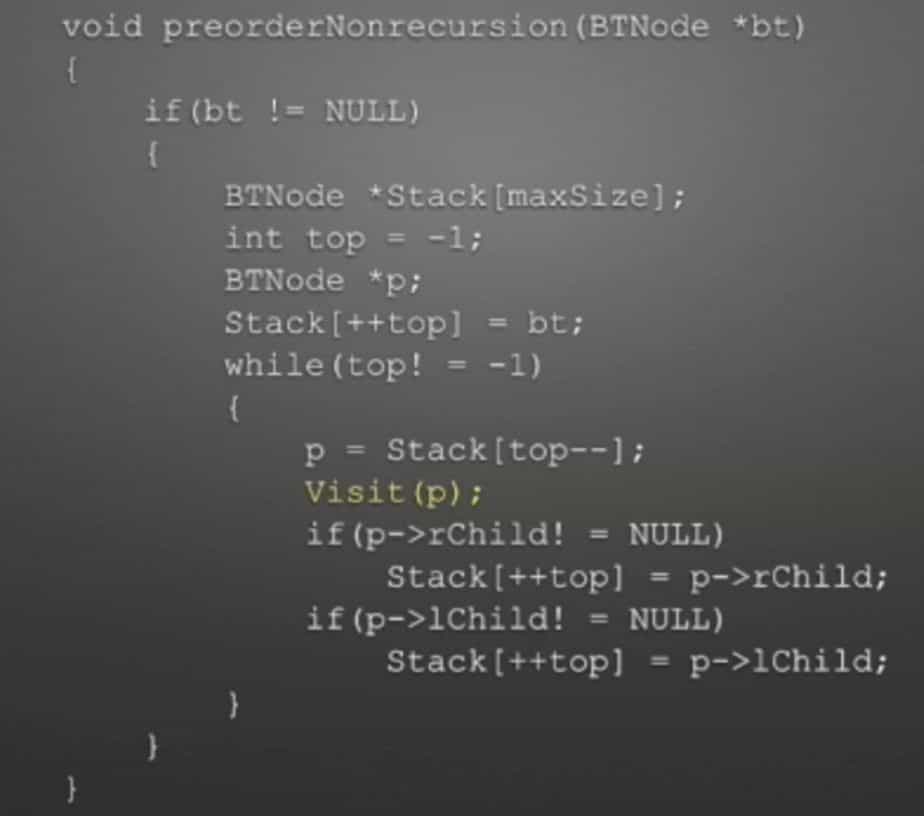 void preorderNonrecursion(BTNode *bt)
{
if(bt != NULL)
{
BTNode *Stack[maxSize];
int top = -1;
BTNode *p;
Stack[++top] = bt;
while(top! = -1)
{
p = Stack[top--];
Visit(p);
if(p->rChild! = NULL)
Stack[++top] = p->rChild;
if(p->lChild! = NULL)
Stack[++top] = p->lChild;
}
}
}